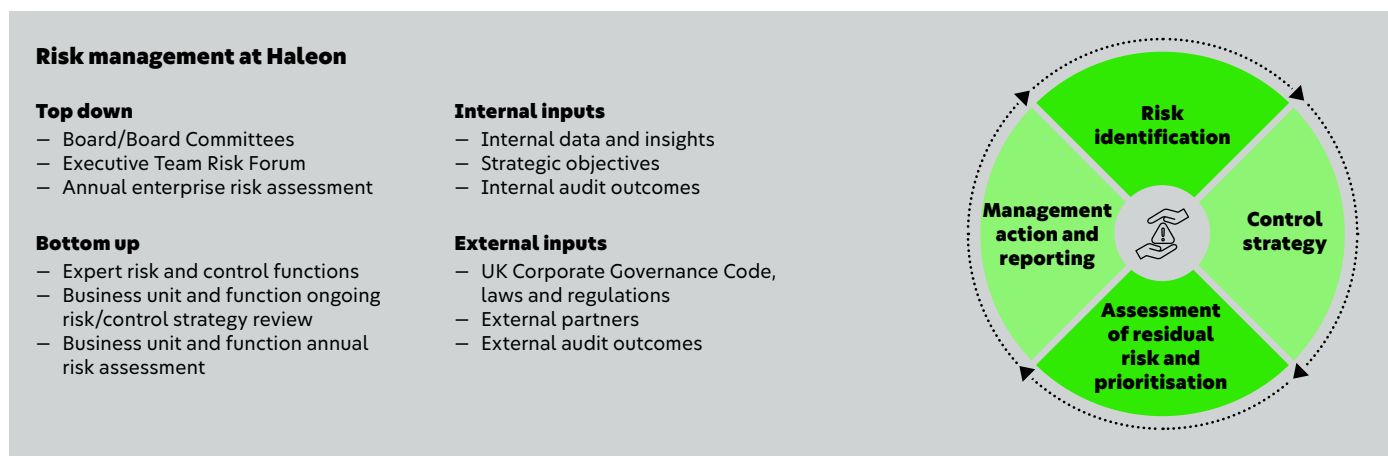 Risk management at Haleon
Top down
— Board/Board Committees
— Executive Team Risk Forum
— Annual enterprise risk assessment
Bottom up
— Expert risk and control functions
— Business unit and function ongoing
risk/control strategy review
— Business unit and function annual
risk assessment
Internal inputs
— Internal data and insights
— Strategic objectives
— Internal audit outcomes
External inputs
— UK Corporate Governance Code,
laws and regulations
— External partners
— External audit outcomes
Risk
identification
Control
strategy
Assessment
of residual
risk and
prioritisation
Management
action and
reporting